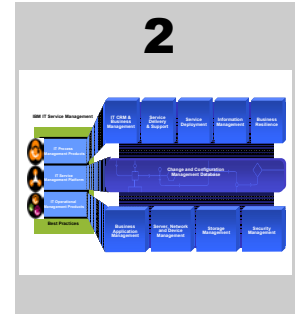 2
IBM IT Service Management
IT CRM &
Business
Management
Service
Delivery
& Support
Service
Deployment
Information
Management
Business
Resilience
IT Process
Management Products
IT Service
Management Platform
Change and Configuration
Management Database
IT Operational
Management Products
Best Practices
Business
Application
Management
Server, Network
and Device
Management
Storage
Management
Security
Management